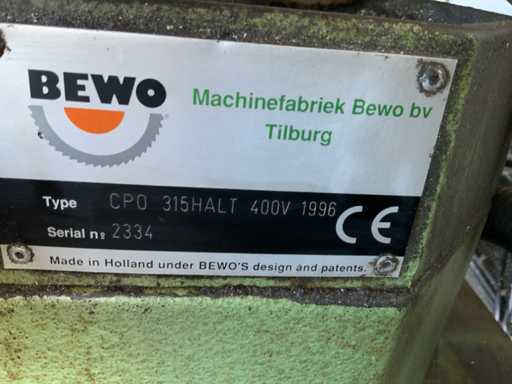 BEWO
Machinefabriek Bewo bv
Tilburg
Type CPO 315HALT 400V 1996
Serial nº 2334
CE
Made in Holland under BEWO'S design and patents.